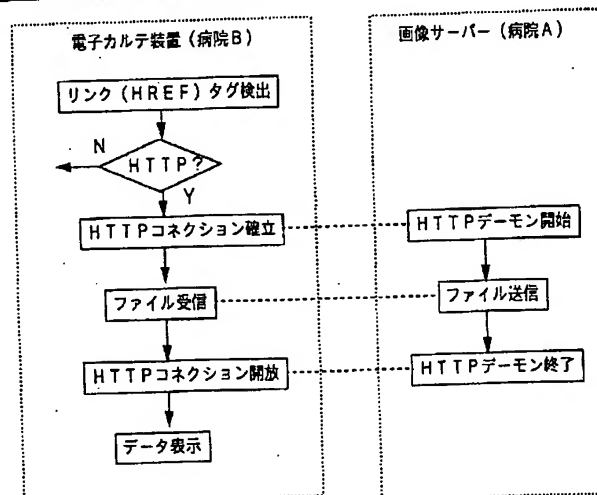 電子カルテ装置(病院B)
リンク(HREF)タグ検出
N
HTTP?
Y
HTTPコネクション確立
ファイル受信
HTTPコネクション開放
データ表示
画像サーバー(病院A)
HTTPデーモン開始
ファイル送信
HTTPデーモン終了